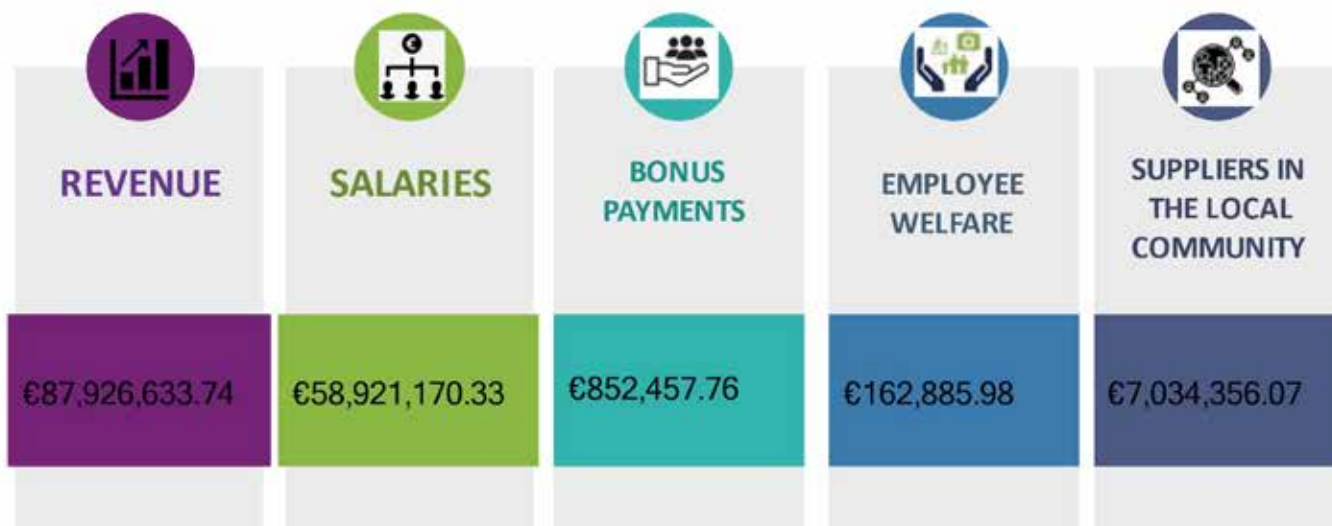 REVENUE
SALARIES
BONUS
PAYMENTS
EMPLOYEE
WELFARE
SUPPLIERS IN
THE LOCAL
COMMUNITY
€87,926,633.74
€58,921,170.33
€852,457.76
€162,885.98
€7,034,356.07